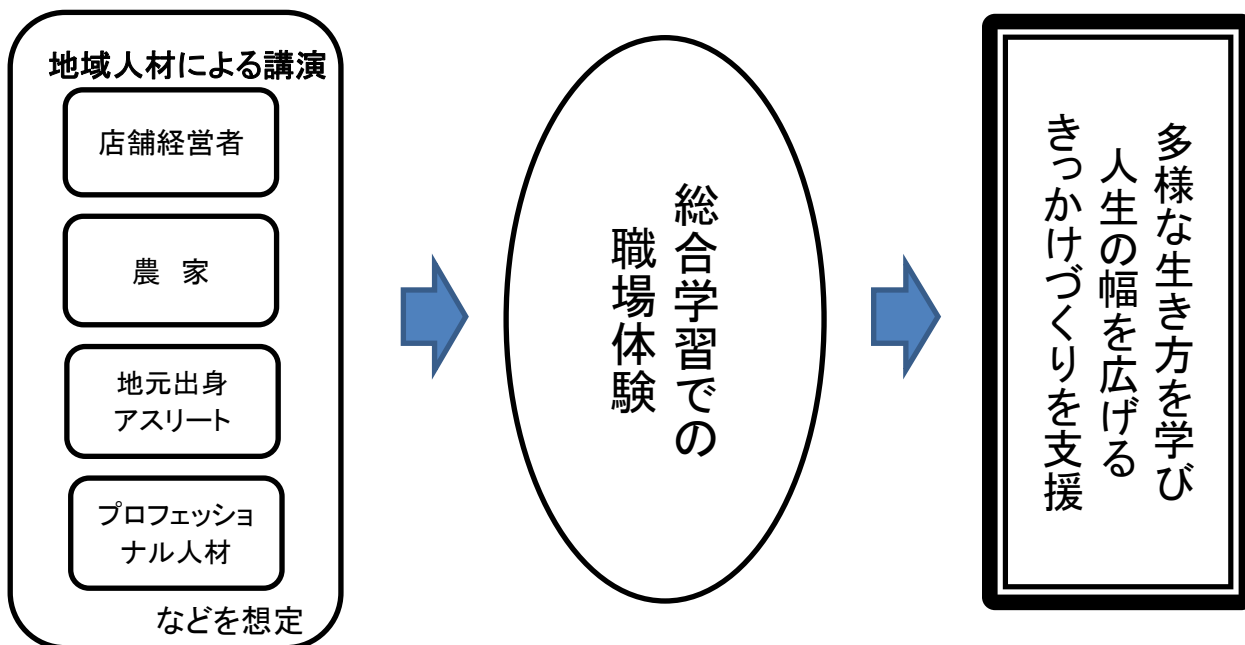 地域人材による講演
店舗経営者
農　家
地元出身
アスリート
プロフェッショ
ナル人材
などを想定
総合学習での
職場体験
多様な生き方を学び
人生の幅を広げる
きっかけづくりを支援